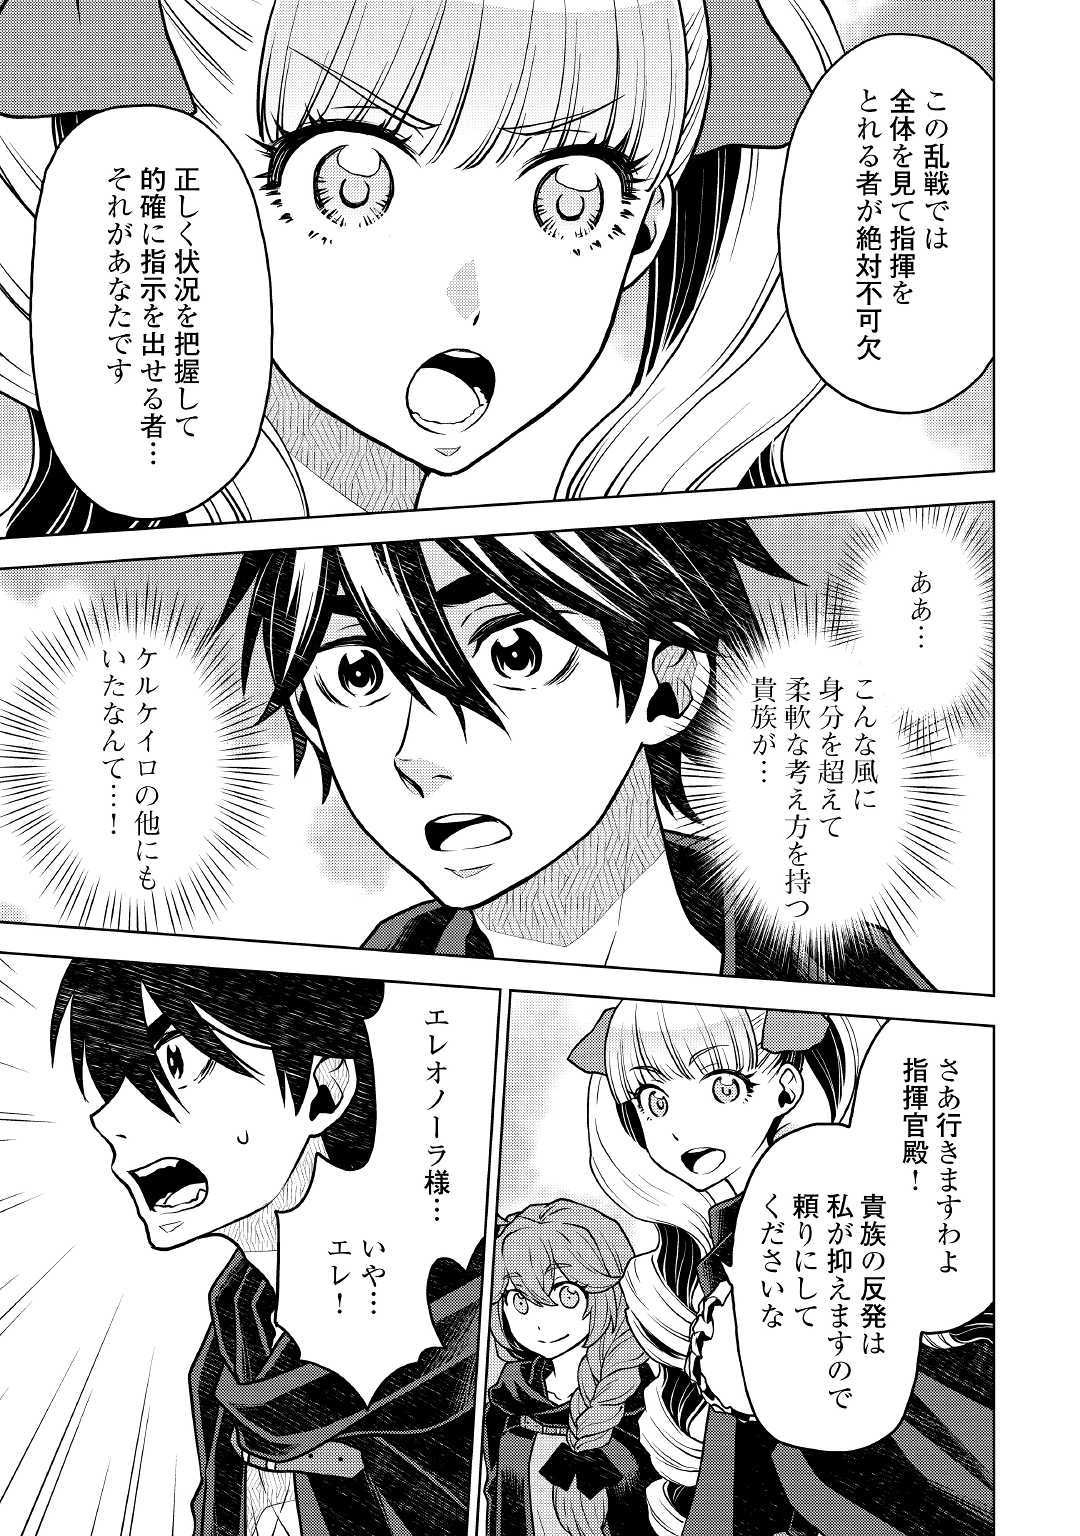 この乱戦では
全体を見て指揮を
とれる者が絶対不可欠
正しく状況を把握して
的確に指示を出せる者…
それがあなたです
ああ…
こんな風に
身分を超えて
柔軟な考え方を持つ
貴族が…
ケルケイロの他にも
いたなんて…！
さあ行きますわよ
指揮官殿！
貴族の反発は
私が抑えますので
頼りにして
くださいな
エレオノーラ様…
いや…
エレ！